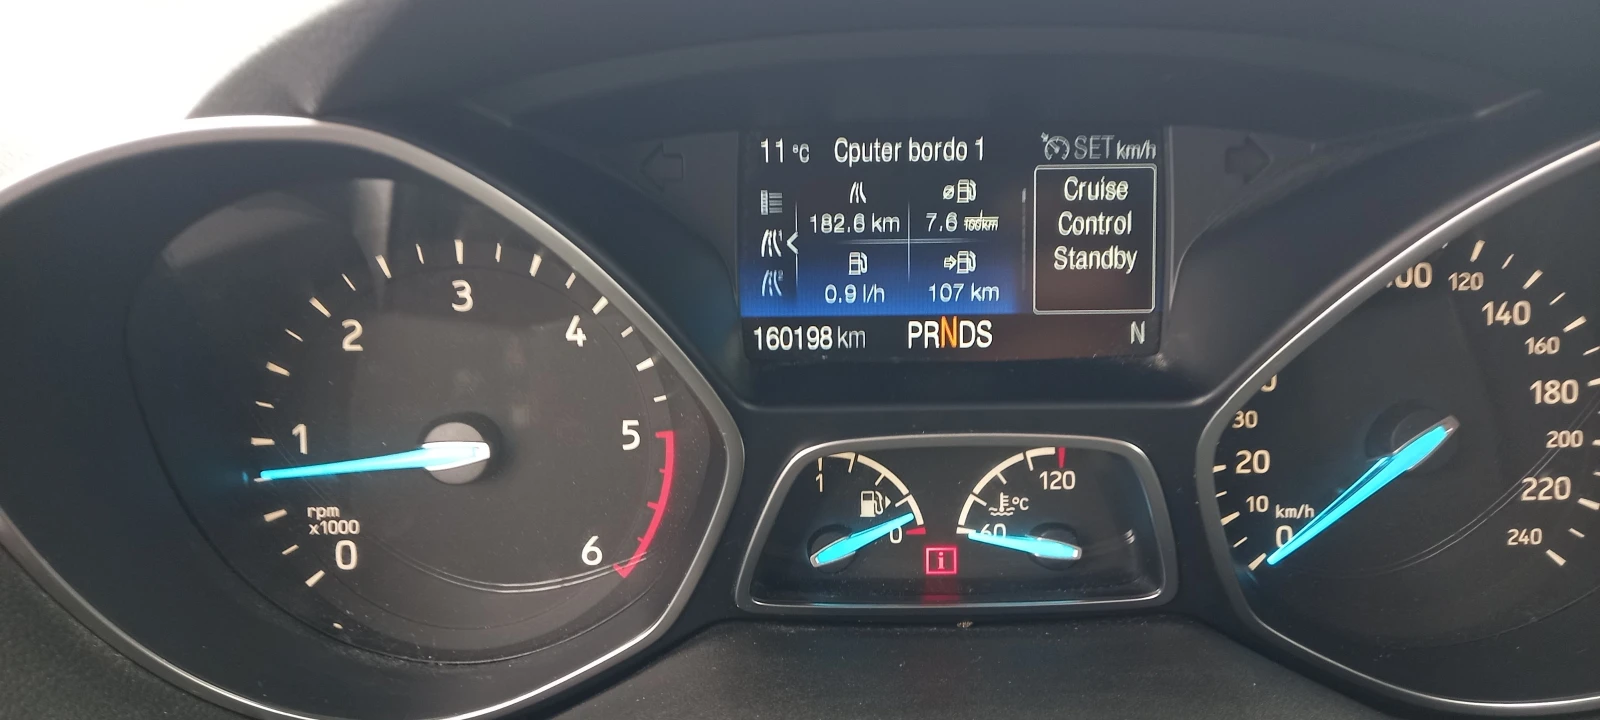 11 °C Cputer bordo 1
SET km/h
182.6 km
7.6
100km
0.9 l/h
107 km
Cruise
Control
Standby
160198 km PRNDS N
0
1
2
3
4
5
6
rpm
x1000
1
0
i
60
120
°C
0
10
20
30
120
140
160
180
200
220
240
km/h